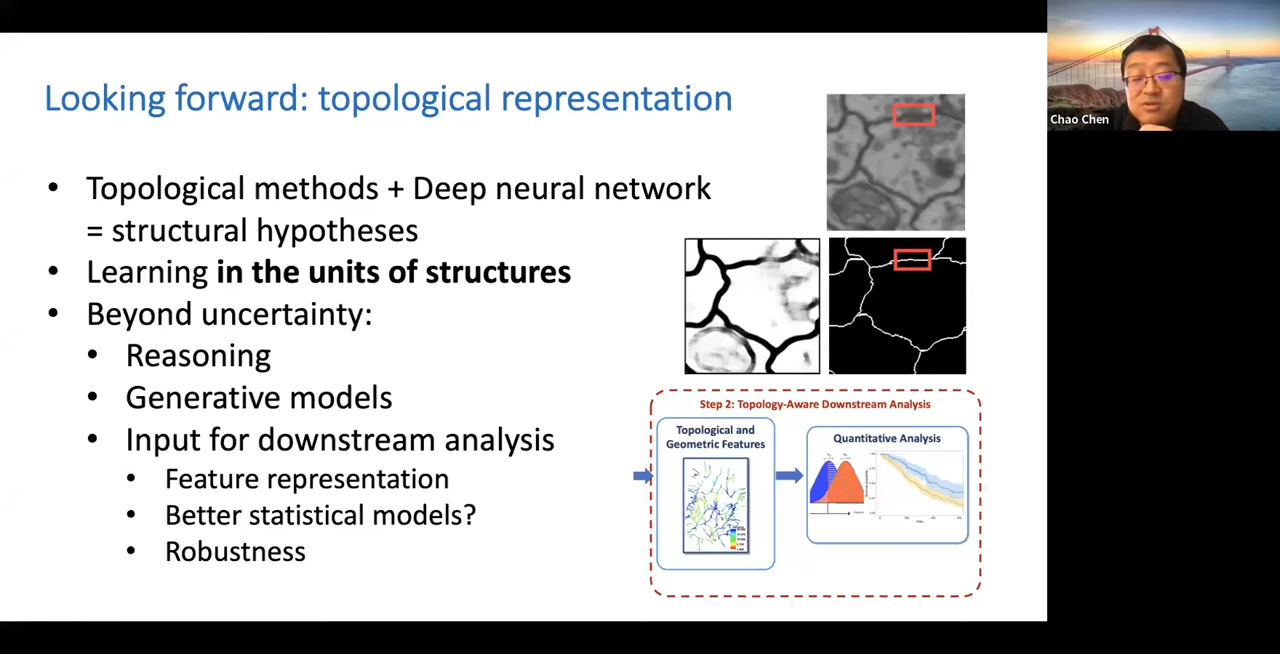 Looking forward: topological representation
• Topological methods + Deep neural network
= structural hypotheses
• Learning in the units of structures
• Beyond uncertainty:
• Reasoning
• Generative models
• Input for downstream analysis
• Feature representation
• Better statistical models?
• Robustness
Step 2: Topology-Aware Downstream Analysis
Topological and
Geometric Features
Quantitative Analysis
Chao Chen